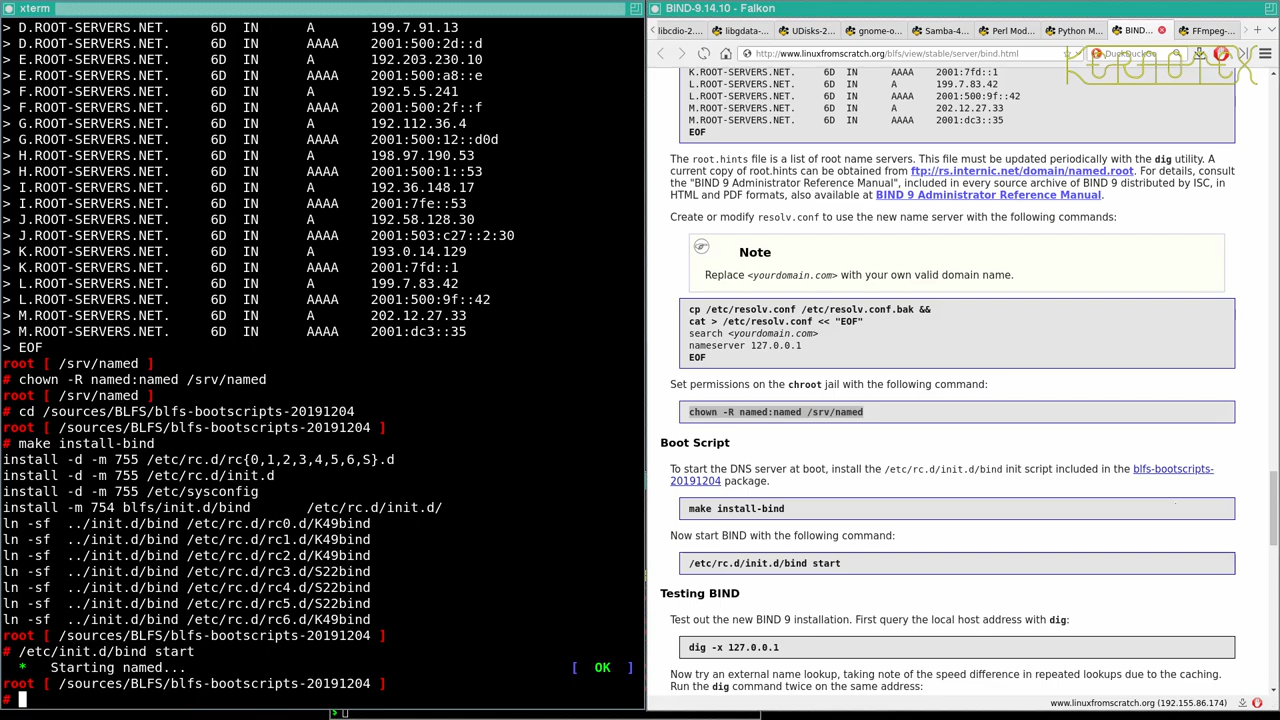 xterm
> D.ROOT-SERVERS.NET.     6D  IN      A       199.7.91.13
> D.ROOT-SERVERS.NET.     6D  IN      AAAA    2001:500:2d::d
> E.ROOT-SERVERS.NET.     6D  IN      A       192.203.230.10
> E.ROOT-SERVERS.NET.     6D  IN      AAAA    2001:500:a8::e
> F.ROOT-SERVERS.NET.     6D  IN      A       192.5.5.241
> F.ROOT-SERVERS.NET.     6D  IN      AAAA    2001:500:2f::f
> G.ROOT-SERVERS.NET.     6D  IN      A       192.112.36.4
> G.ROOT-SERVERS.NET.     6D  IN      AAAA    2001:500:12::d0d
> H.ROOT-SERVERS.NET.     6D  IN      A       198.97.190.53
> H.ROOT-SERVERS.NET.     6D  IN      AAAA    2001:500:1::53
> I.ROOT-SERVERS.NET.     6D  IN      A       192.36.148.17
> I.ROOT-SERVERS.NET.     6D  IN      AAAA    2001:7fe::53
> J.ROOT-SERVERS.NET.     6D  IN      A       192.58.128.30
> J.ROOT-SERVERS.NET.     6D  IN      AAAA    2001:503:c27::2:30
> K.ROOT-SERVERS.NET.     6D  IN      A       193.0.14.129
> K.ROOT-SERVERS.NET.     6D  IN      AAAA    2001:7fd::1
> L.ROOT-SERVERS.NET.     6D  IN      A       199.7.83.42
> L.ROOT-SERVERS.NET.     6D  IN      AAAA    2001:500:9f::42
> M.ROOT-SERVERS.NET.     6D  IN      A       202.12.27.33
> M.ROOT-SERVERS.NET.     6D  IN      AAAA    2001:dc3::35
> EOF
root [ /srv/named ]
# chown -R named:named /srv/named
root [ /srv/named ]
# cd /sources/BLFS/blfs-bootscripts-20191204
root [ /sources/BLFS/blfs-bootscripts-20191204 ]
# make install-bind
install -d -m 755 /etc/rc.d/rc{0,1,2,3,4,5,6,S}.d
install -d -m 755 /etc/rc.d/init.d
install -d -m 755 /etc/sysconfig
install -m 754 blfs/init.d/bind       /etc/rc.d/init.d/
ln -sf  ../init.d/bind /etc/rc.d/rc0.d/K49bind
ln -sf  ../init.d/bind /etc/rc.d/rc1.d/K49bind
ln -sf  ../init.d/bind /etc/rc.d/rc2.d/K49bind
ln -sf  ../init.d/bind /etc/rc.d/rc3.d/S22bind
ln -sf  ../init.d/bind /etc/rc.d/rc4.d/S22bind
ln -sf  ../init.d/bind /etc/rc.d/rc5.d/S22bind
ln -sf  ../init.d/bind /etc/rc.d/rc6.d/K49bind
root [ /sources/BLFS/blfs-bootscripts-20191204 ]
# /etc/init.d/bind start
*   Starting named...                                                [  OK  ]
root [ /sources/BLFS/blfs-bootscripts-20191204 ]
#
BIND-9.14.10 - Falkon
libcdio-2... libgdata-... UDisks-2... gnome-o... Samba-4... Perl Mod... Python M... BIND... FFmpeg-...
http://www.linuxfromscratch.org/blfs/view/stable/server/bind.html DuckDuckGo
KERNOTEX
K.ROOT-SERVERS.NET.     6D  IN      AAAA    2001:7fd::1
L.ROOT-SERVERS.NET.     6D  IN      A       199.7.83.42
L.ROOT-SERVERS.NET.     6D  IN      AAAA    2001:500:9f::42
M.ROOT-SERVERS.NET.     6D  IN      A       202.12.27.33
M.ROOT-SERVERS.NET.     6D  IN      AAAA    2001:dc3::35
EOF
The root.hints file is a list of root name servers. This file must be updated periodically with the dig utility. A
current copy of root.hints can be obtained from ftp://rs.internic.net/domain/named.root. For details, consult
the "BIND 9 Administrator Reference Manual", included in every source archive of BIND 9 distributed by ISC, in
HTML and PDF formats, also available at BIND 9 Administrator Reference Manual.
Create or modify resolv.conf to use the new name server with the following commands:
Note
Replace <yourdomain.com> with your own valid domain name.
cp /etc/resolv.conf /etc/resolv.conf.bak &&
cat > /etc/resolv.conf << "EOF"
search <yourdomain.com>
nameserver 127.0.0.1
EOF
Set permissions on the chroot jail with the following command:
chown -R named:named /srv/named
Boot Script
To start the DNS server at boot, install the /etc/rc.d/init.d/bind init script included in the blfs-bootscripts-
20191204 package.
make install-bind
Now start BIND with the following command:
/etc/rc.d/init.d/bind start
Testing BIND
Test out the new BIND 9 installation. First query the local host address with dig:
dig -x 127.0.0.1
Now try an external name lookup, taking note of the speed difference in repeated lookups due to the caching.
Run the dig command twice on the same address:
www.linuxfromscratch.org (192.155.86.174)
$